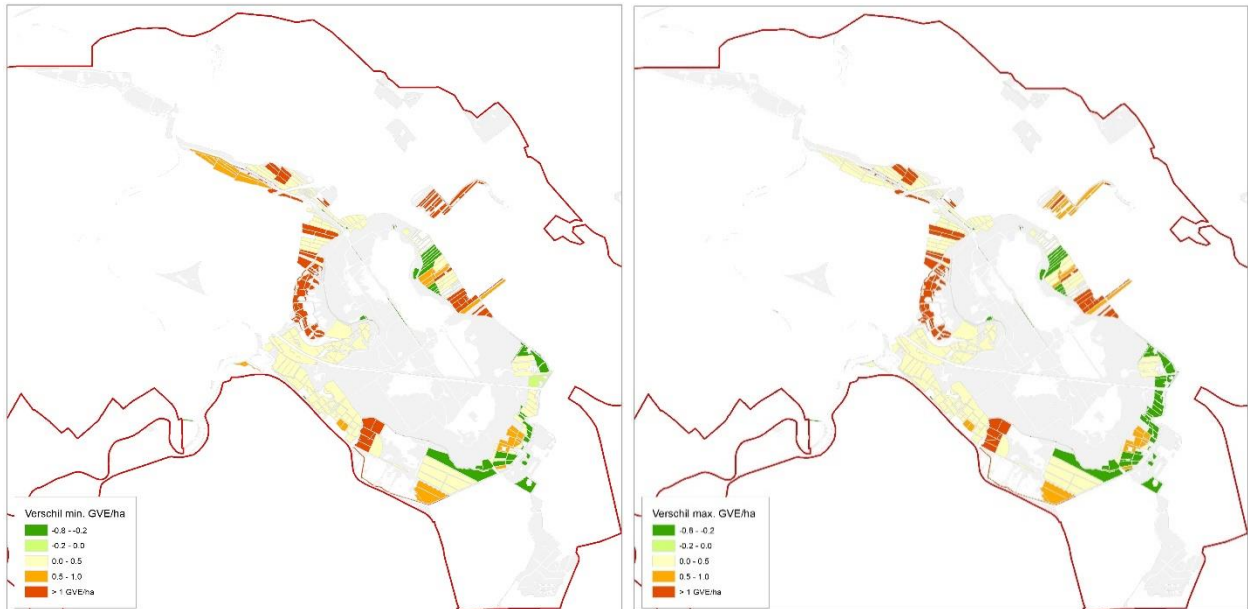 Verschil min. GVE/ha
-0.8 - -0.2
-0.2 - 0.0
0.0 - 0.5
0.5 - 1.0
> 1 GVE/ha
Verschil max. GVE/ha
-0.8 - -0.2
-0.2 - 0.0
0.0 - 0.5
0.5 - 1.0
> 1 GVE/ha